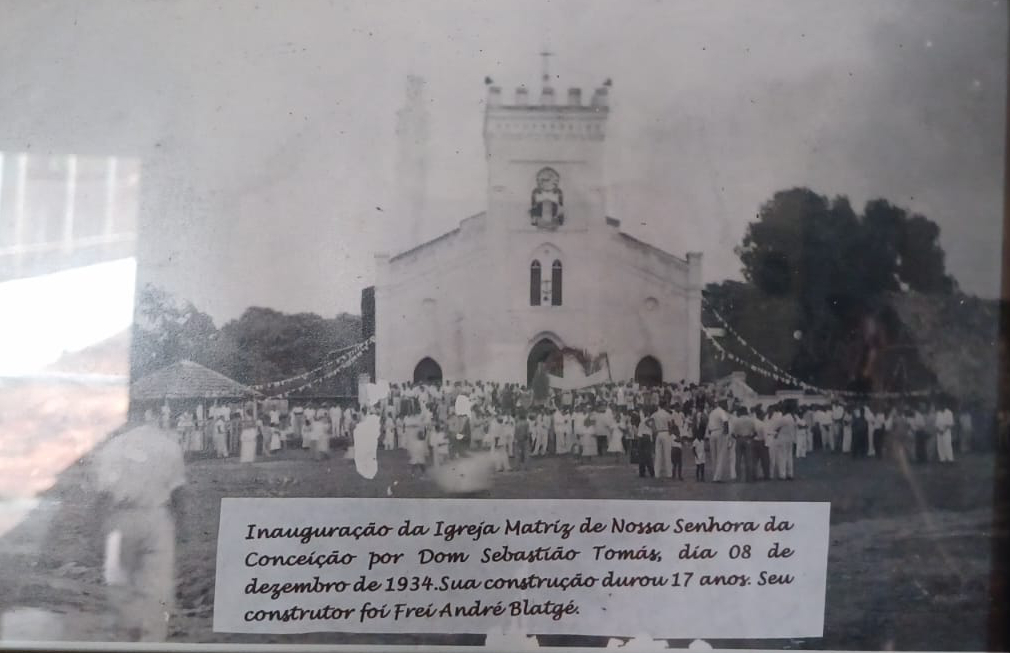 Inauguração da Igreja Matriz de Nossa Senhora da
Conceição por Dom Sebastião Tomás, dia 08 de
dezembro de 1934.Sua construção durou 17 anos. Seu
construtor foi Frei André Blatgé.